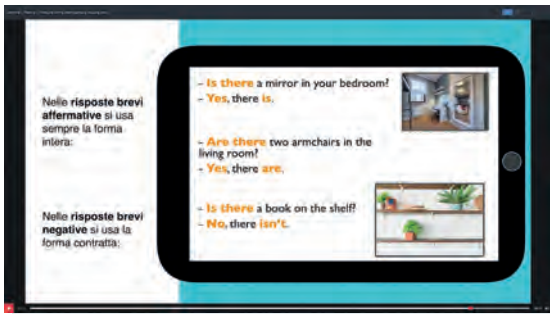 Nelle risposte brevi
affermative si usa
sempre la forma
intera:
– Is there a mirror in your bedroom?
– Yes, there is.
– Are there two armchairs in the
living room?
– Yes, there are.
Nelle risposte brevi
negative si usa la
forma contratta:
– Is there a book on the shelf?
– No, there isn't.